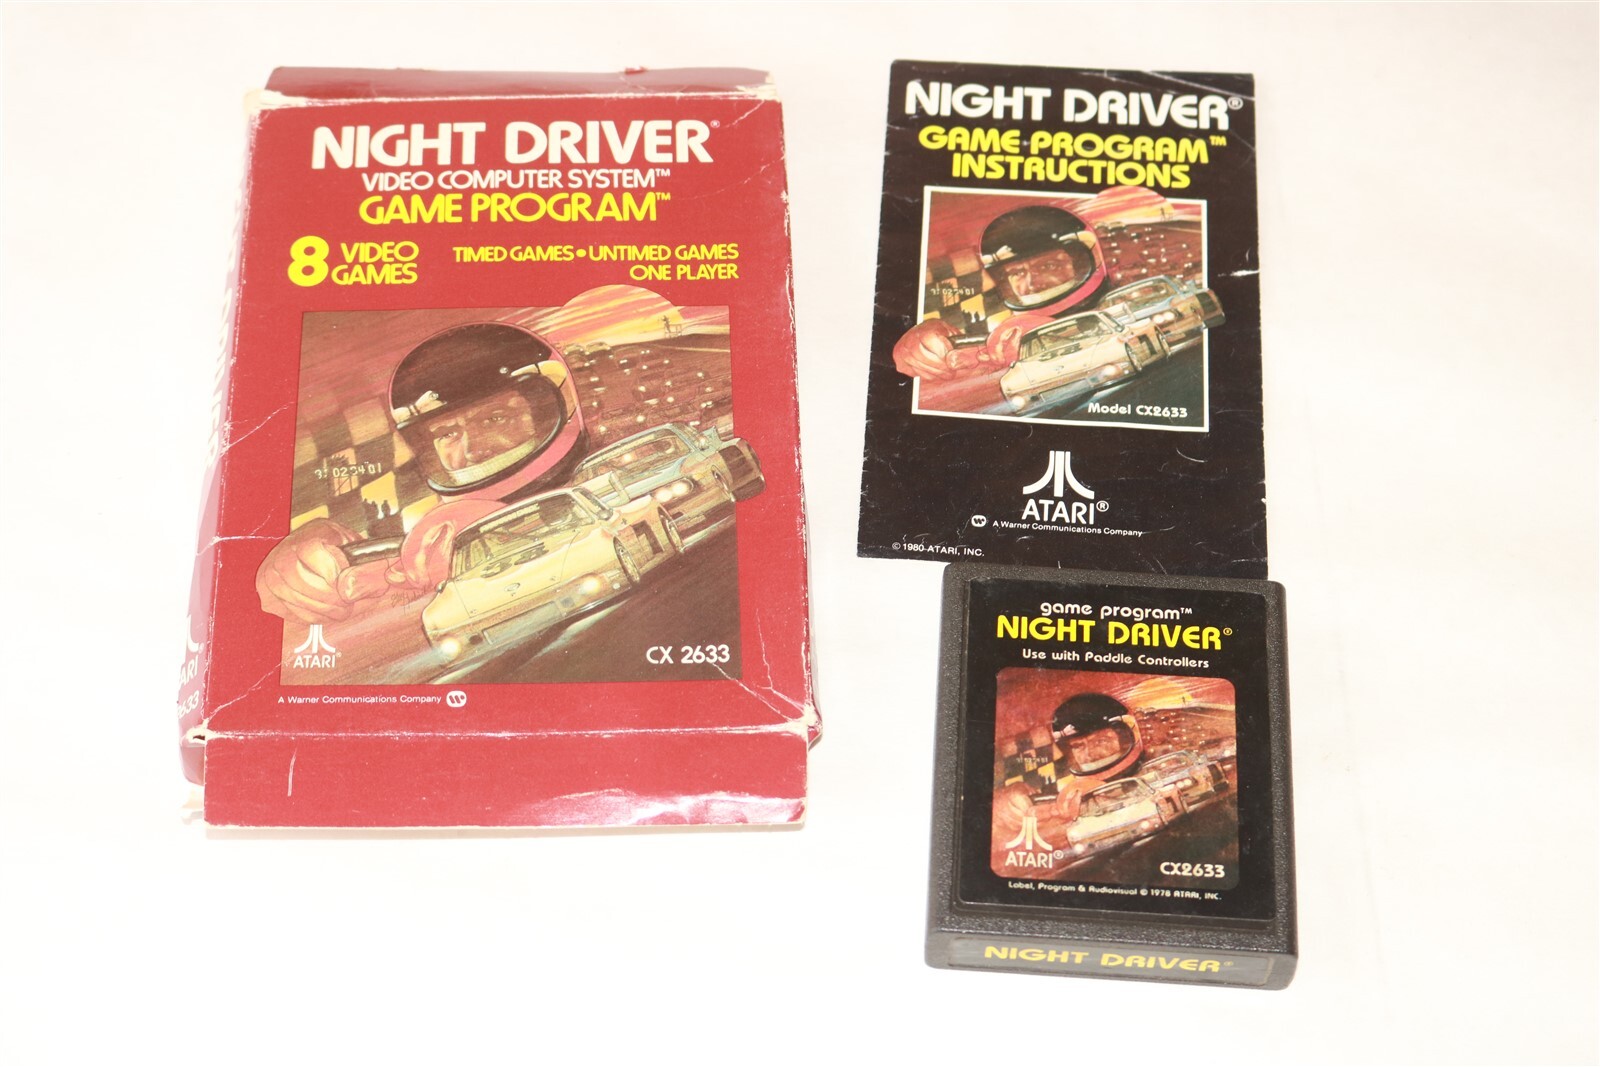 NIGHT DRIVER®
VIDEO COMPUTER SYSTEM™
GAME PROGRAM™
8 VIDEO GAMES
TIMED GAMES • UNTIMED GAMES
ONE PLAYER
ATARI®
CX 2633
A Warner Communications Company
NIGHT DRIVER®
GAME PROGRAM™
INSTRUCTIONS
Model CX2633
ATARI®
A Warner Communications Company
© 1980 ATARI, INC.
game program™
NIGHT DRIVER®
Use with Paddle Controllers
ATARI®
CX2633
Label, Program & Audiovisual © 1978 ATARI, INC.
NIGHT DRIVER®